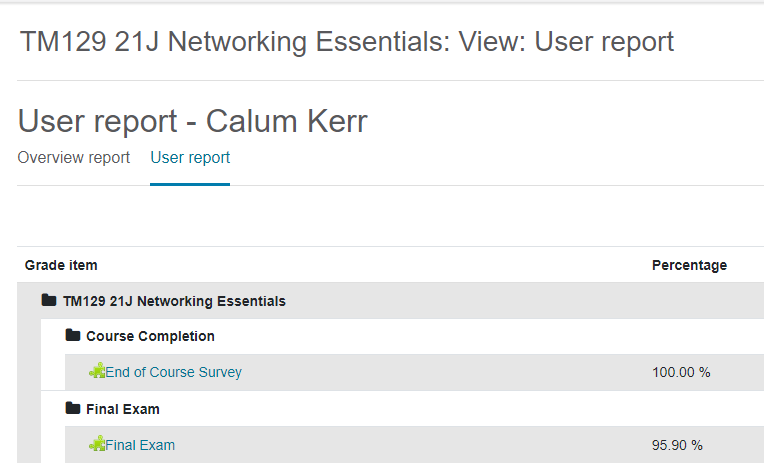 TM129 21J Networking Essentials: View: User report
User report - Calum Kerr
Overview report User report
Grade item Percentage
TM129 21J Networking Essentials
Course Completion
End of Course Survey 100.00 %
Final Exam
Final Exam 95.90 %